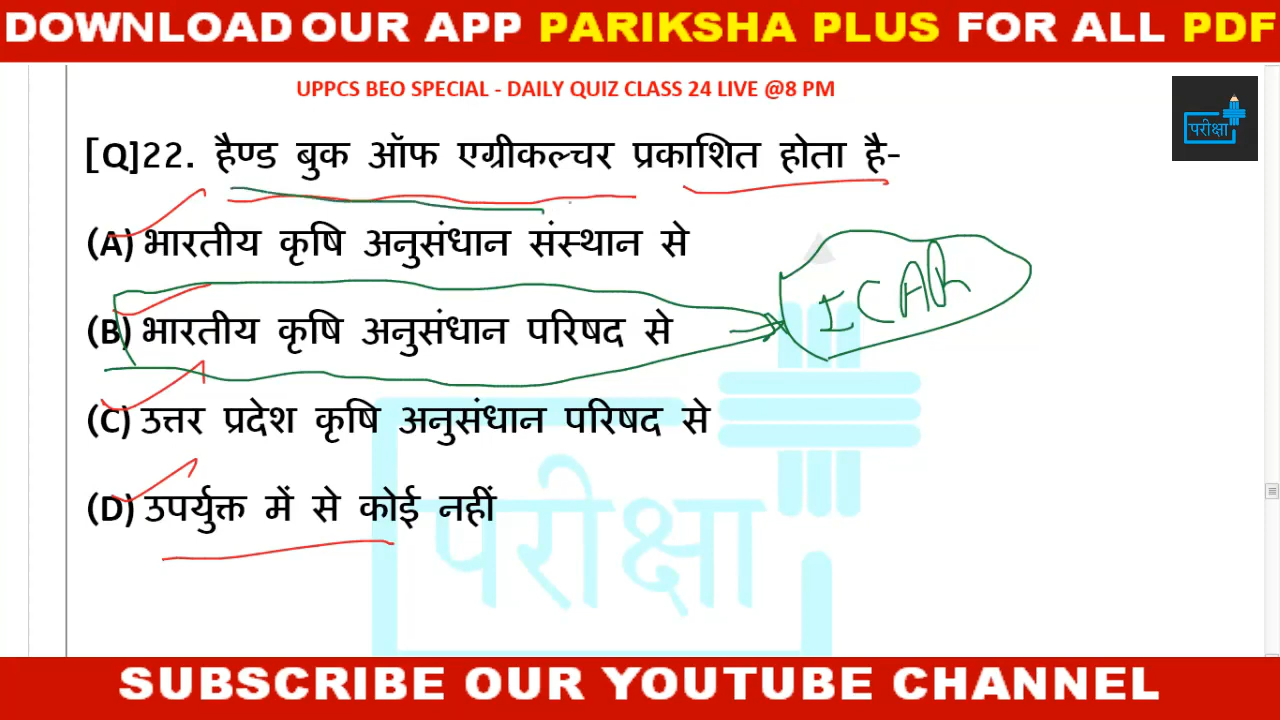 DOWNLOAD OUR APP PARIKSHA PLUS FOR ALL PDF
UPPCS BEO SPECIAL - DAILY QUIZ CLASS 24 LIVE @8 PM
परीक्षा
[Q]22. हैण्ड बुक ऑफ एग्रीकल्चर प्रकाशित होता है-
(A) भारतीय कृषि अनुसंधान संस्थान से
(B) भारतीय कृषि अनुसंधान परिषद से
ICAR
(C) उत्तर प्रदेश कृषि अनुसंधान परिषद से
(D) उपर्युक्त में से कोई नहीं
परीक्षा
SUBSCRIBE OUR YOUTUBE CHANNEL